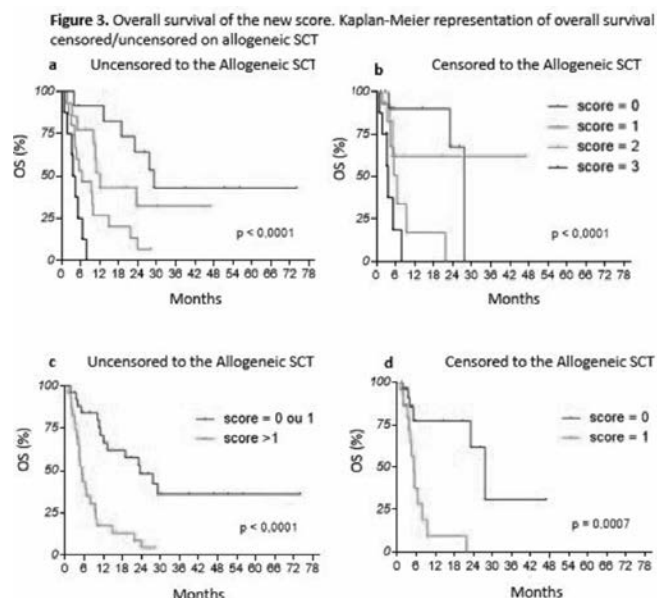 Figure 3. Overall survival of the new score. Kaplan-Meier representation of overall survival
censored/uncensored on allogeneic SCT
a Uncensored to the Allogeneic SCT
OS (%)
100
75
50
25
0
p < 0,0001
0 6 12 18 24 30 36 42 48 54 60 66 72 78
Months
b Censored to the Allogeneic SCT
OS (%)
100
75
50
25
0
score = 0
score = 1
score = 2
score = 3
p < 0,0001
0 6 12 18 24 30 36 42 48 54 60 66 72 78
Months
c Uncensored to the Allogeneic SCT
OS (%)
100
75
50
25
0
score = 0 ou 1
score >1
p < 0,0001
0 6 12 18 24 30 36 42 48 54 60 66 72 78
Months
d Censored to the Allogeneic SCT
OS (%)
100
75
50
25
0
score = 0
score = 1
p = 0.0007
0 6 12 18 24 30 36 42 48 54 60 66 72 78
Months